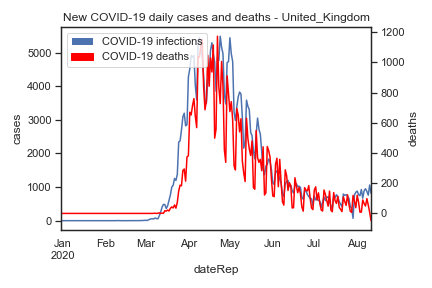 New COVID-19 daily cases and deaths - United_Kingdom
COVID-19 infections
COVID-19 deaths
5000
4000
3000
2000
1000
0
cases
1200
1000
800
600
400
200
0
deaths
Jan Feb Mar Apr May Jun Jul Aug
2020
dateRep